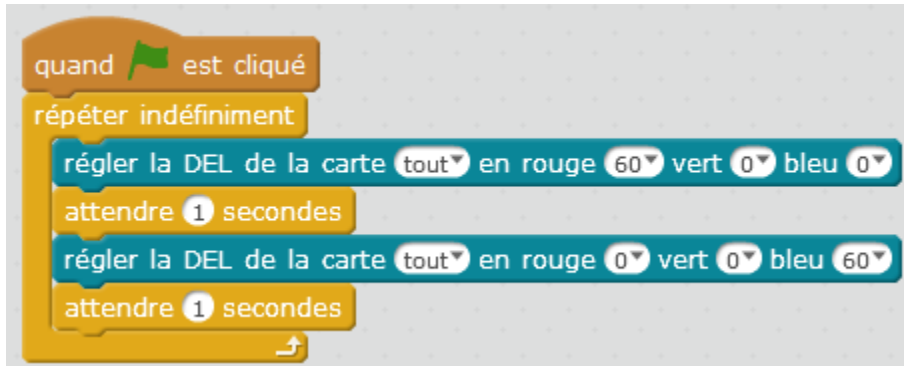 quand est cliqué
répéter indéfiniment
régler la DEL de la carte tout en rouge 60 vert 0 bleu 0
attendre 1 secondes
régler la DEL de la carte tout en rouge 0 vert 0 bleu 60
attendre 1 secondes